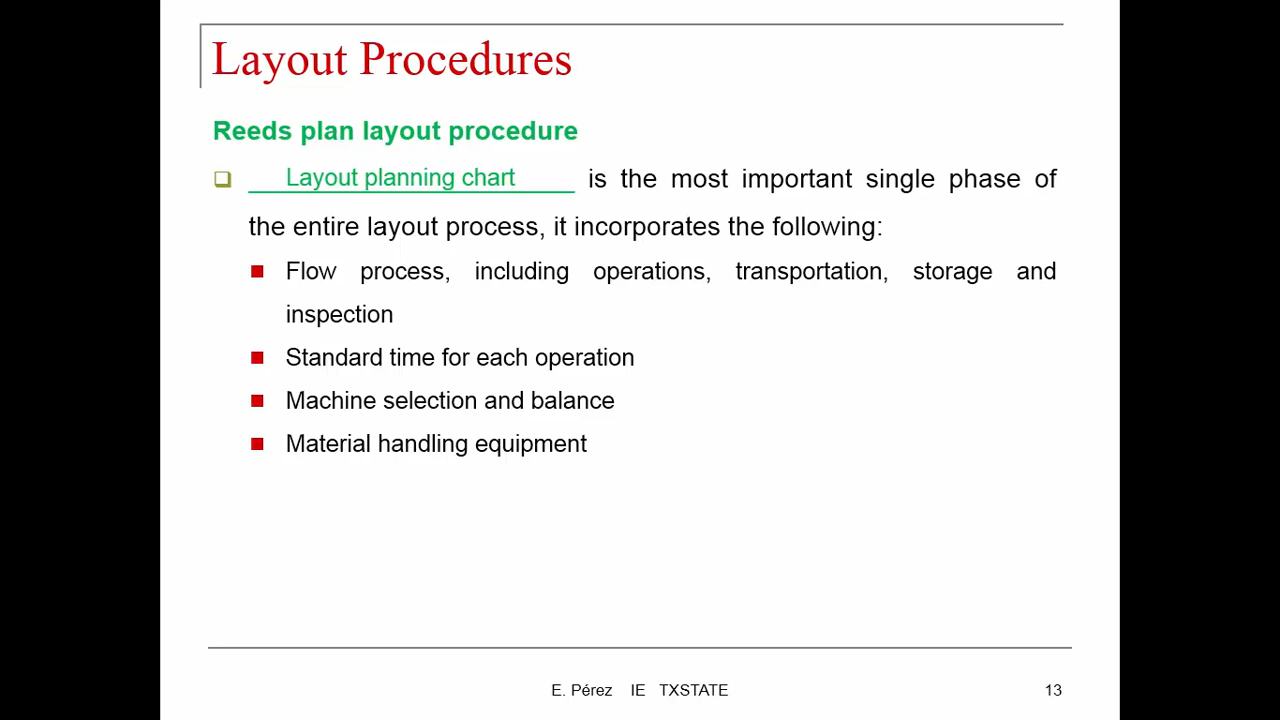 Layout Procedures
Reeds plan layout procedure
Layout planning chart is the most important single phase of
the entire layout process, it incorporates the following:
Flow process, including operations, transportation, storage and
inspection
Standard time for each operation
Machine selection and balance
Material handling equipment
E. Pérez IE TXSTATE 13